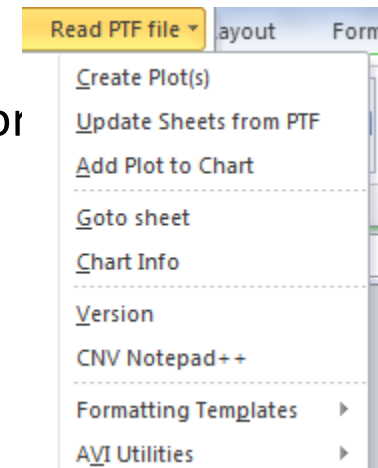 Read PTF file ayout Form
Create Plot(s)
or
Update Sheets from PTF
Add Plot to Chart
Goto sheet
Chart Info
Version
CNV Notepad++
Formatting Templates
AVI Utilities